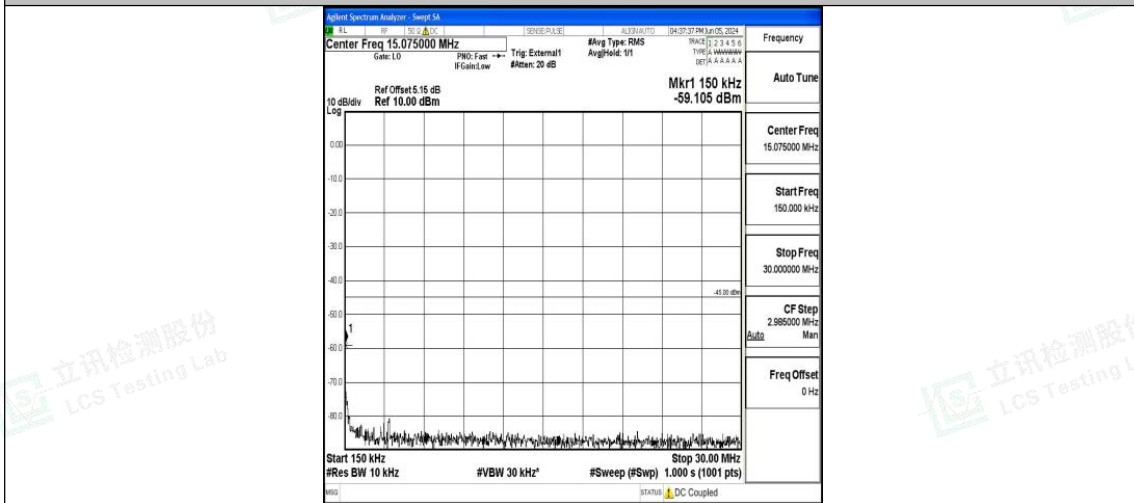 Agilent Spectrum Analyzer - Swept SA
RL RF 50 Ω DC SENSE:PULSE ALIGNAUTO 04:37:37 PM Jun 05, 2024
Center Freq 15.075000 MHz
Gate: LO
PNO: Fast
IFGain:Low
Trig: External1
#Atten: 20 dB
#Avg Type: RMS
Avg|Hold: 1/1
TRACE 1 2 3 4 5 6
TYPE A
DET A A A A A A
Mkr1 150 kHz
-59.105 dBm
Ref Offset 5.15 dB
10 dB/div Ref 10.00 dBm
Log
0.00
-10.0
-20.0
-30.0
-40.0
-45.00 dBm
-50.0
1
-60.0
-70.0
-80.0
Start 150 kHz Stop 30.00 MHz
#Res BW 10 kHz #VBW 30 kHz* #Sweep (#Swp) 1.000 s (1001 pts)
MSG STATUS DC Coupled
Frequency
Auto Tune
Center Freq
15.075000 MHz
Start Freq
150.000 kHz
Stop Freq
30.000000 MHz
CF Step
2.985000 MHz
Auto Man
Freq Offset
0 Hz
立讯检测股份
LCS Testing Lab
立讯检测股份
LCS Testing L